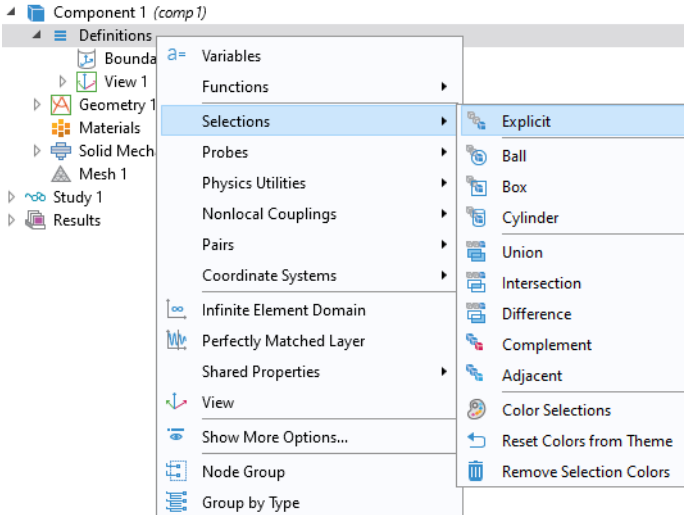 Component 1 (comp1)
Definitions
Bounda
View 1
Geometry 1
Materials
Solid Mech
Mesh 1
Study 1
Results
a=
Variables
Functions
Selections
Probes
Physics Utilities
Nonlocal Couplings
Pairs
Coordinate Systems
Infinite Element Domain
Perfectly Matched Layer
Shared Properties
View
Show More Options...
Node Group
Group by Type
Explicit
Ball
Box
Cylinder
Union
Intersection
Difference
Complement
Adjacent
Color Selections
Reset Colors from Theme
Remove Selection Colors